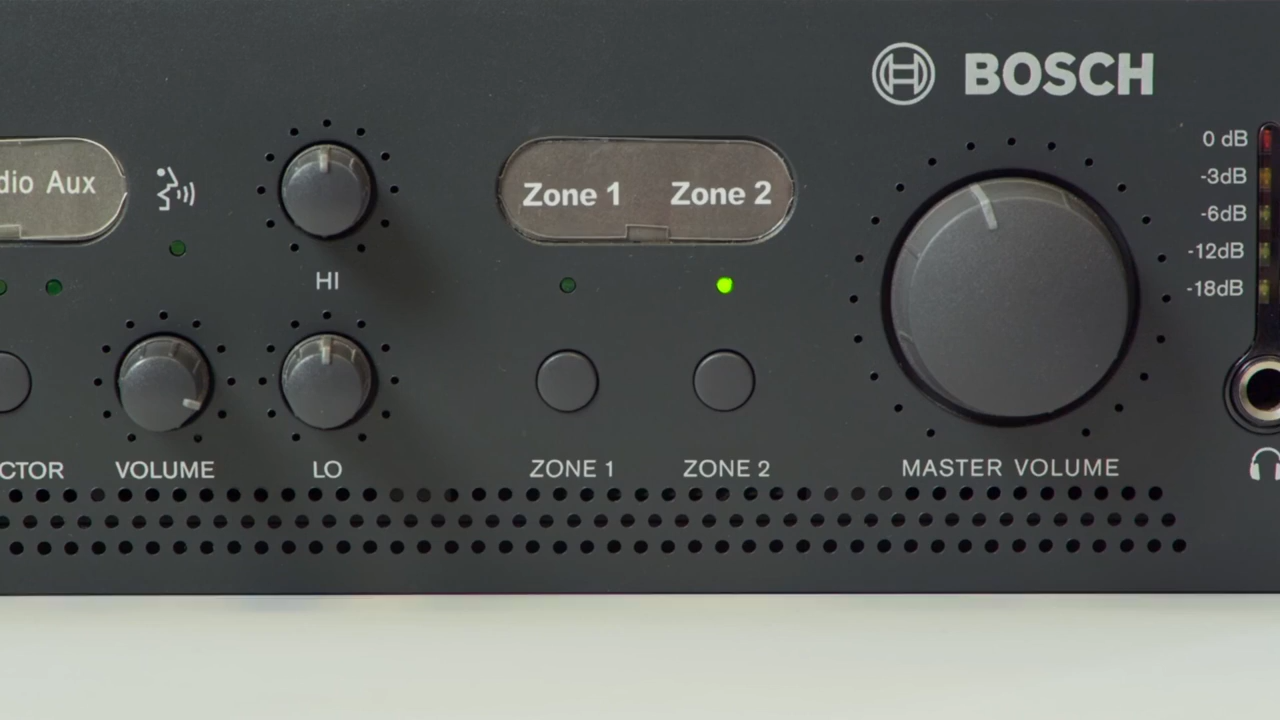 BOSCH
dio Aux
Zone 1 Zone 2
0 dB
-3dB
-6dB
-12dB
-18dB
HI
CTOR VOLUME LO ZONE 1 ZONE 2 MASTER VOLUME